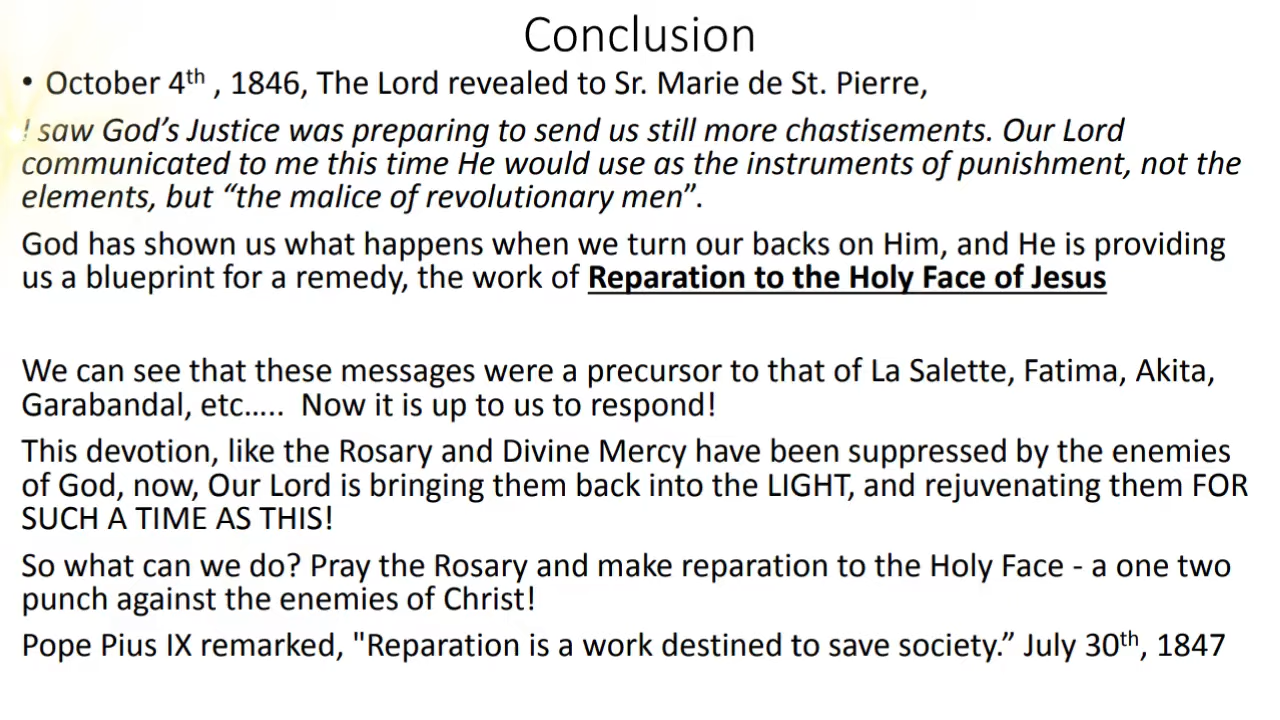 Conclusion
• October 4th , 1846, The Lord revealed to Sr. Marie de St. Pierre,
I saw God’s Justice was preparing to send us still more chastisements. Our Lord
communicated to me this time He would use as the instruments of punishment, not the
elements, but “the malice of revolutionary men”.
God has shown us what happens when we turn our backs on Him, and He is providing
us a blueprint for a remedy, the work of Reparation to the Holy Face of Jesus
We can see that these messages were a precursor to that of La Salette, Fatima, Akita,
Garabandal, etc….. Now it is up to us to respond!
This devotion, like the Rosary and Divine Mercy have been suppressed by the enemies
of God, now, Our Lord is bringing them back into the LIGHT, and rejuvenating them FOR
SUCH A TIME AS THIS!
So what can we do? Pray the Rosary and make reparation to the Holy Face - a one two
punch against the enemies of Christ!
Pope Pius IX remarked, "Reparation is a work destined to save society.” July 30th, 1847